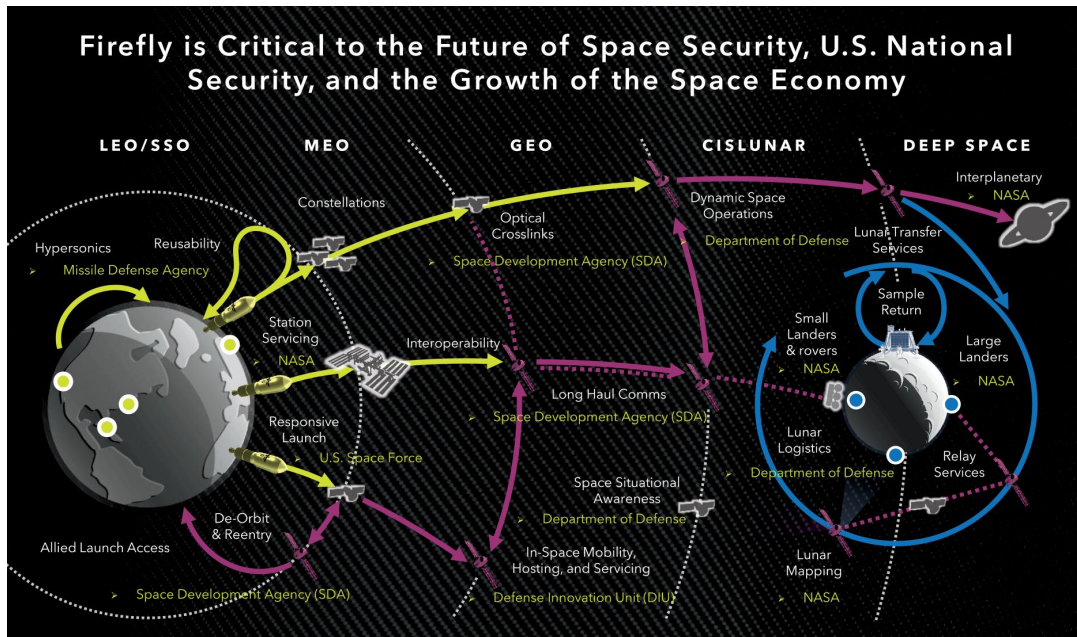 Firefly is Critical to the Future of Space Security, U.S. National
Security, and the Growth of the Space Economy
LEO/SSO
MEO
GEO
CISLUNAR
DEEP SPACE
Hypersonics
➢ Missile Defense Agency
Reusability
Constellations
Optical
Crosslinks
➢ Space Development Agency (SDA)
Dynamic Space
Operations
➢ Department of Defense
Interplanetary
➢ NASA
Lunar Transfer
Services
Sample
Return
Station
Servicing
➢ NASA
Interoperability
Long Haul Comms
➢ Space Development Agency (SDA)
Small
Landers
& rovers
➢ NASA
Large
Landers
➢ NASA
Responsive
Launch
➢ U.S. Space Force
Lunar
Logistics
➢ Department of Defense
Relay
Services
Space Situational
Awareness
➢ Department of Defense
De-Orbit
& Reentry
Allied Launch Access
➢ Space Development Agency (SDA)
In-Space Mobility,
Hosting, and Servicing
➢ Defense Innovation Unit (DIU)
Lunar
Mapping
➢ NASA